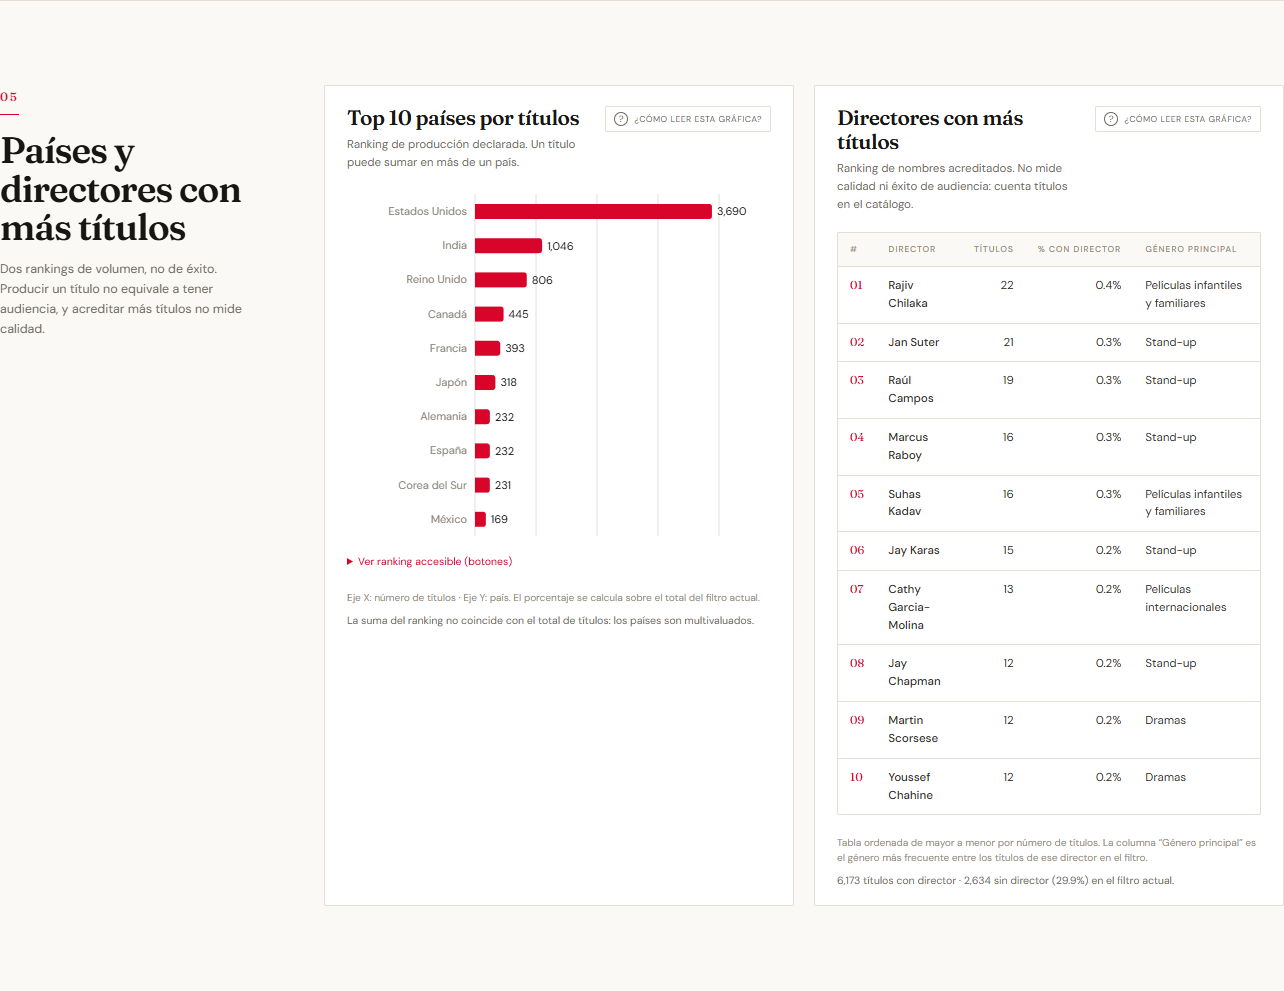 05
Países y
directores con
más títulos
Dos rankings de volumen, no de éxito.
Producir un título no equivale a tener
audiencia, y acreditar más títulos no mide
calidad.
Top 10 países por títulos
? ¿CÓMO LEER ESTA GRÁFICA?
Ranking de producción declarada. Un título
puede sumar en más de un país.
Estados Unidos 3,690
India 1,046
Reino Unido 806
Canadá 445
Francia 393
Japón 318
Alemania 232
España 232
Corea del Sur 231
México 169
▶ Ver ranking accesible (botones)
Eje X: número de títulos · Eje Y: país. El porcentaje se calcula sobre el total del filtro actual.
La suma del ranking no coincide con el total de títulos: los países son multivaluados.
Directores con más
títulos
? ¿CÓMO LEER ESTA GRÁFICA?
Ranking de nombres acreditados. No mide
calidad ni éxito de audiencia: cuenta títulos
en el catálogo.
# DIRECTOR TÍTULOS % CON DIRECTOR GÉNERO PRINCIPAL
01 Rajiv 22 0.4% Películas infantiles
Chilaka y familiares
02 Jan Suter 21 0.3% Stand-up
03 Raúl 19 0.3% Stand-up
Campos
04 Marcus 16 0.3% Stand-up
Raboy
05 Suhas 16 0.3% Películas infantiles
Kadav y familiares
06 Jay Karas 15 0.2% Stand-up
07 Cathy 13 0.2% Películas
Garcia- internacionales
Molina
08 Jay 12 0.2% Stand-up
Chapman
09 Martin 12 0.2% Dramas
Scorsese
10 Youssef 12 0.2% Dramas
Chahine
Tabla ordenada de mayor a menor por número de títulos. La columna "Género principal" es
el género más frecuente entre los títulos de ese director en el filtro.
6,173 títulos con director · 2,634 sin director (29.9%) en el filtro actual.